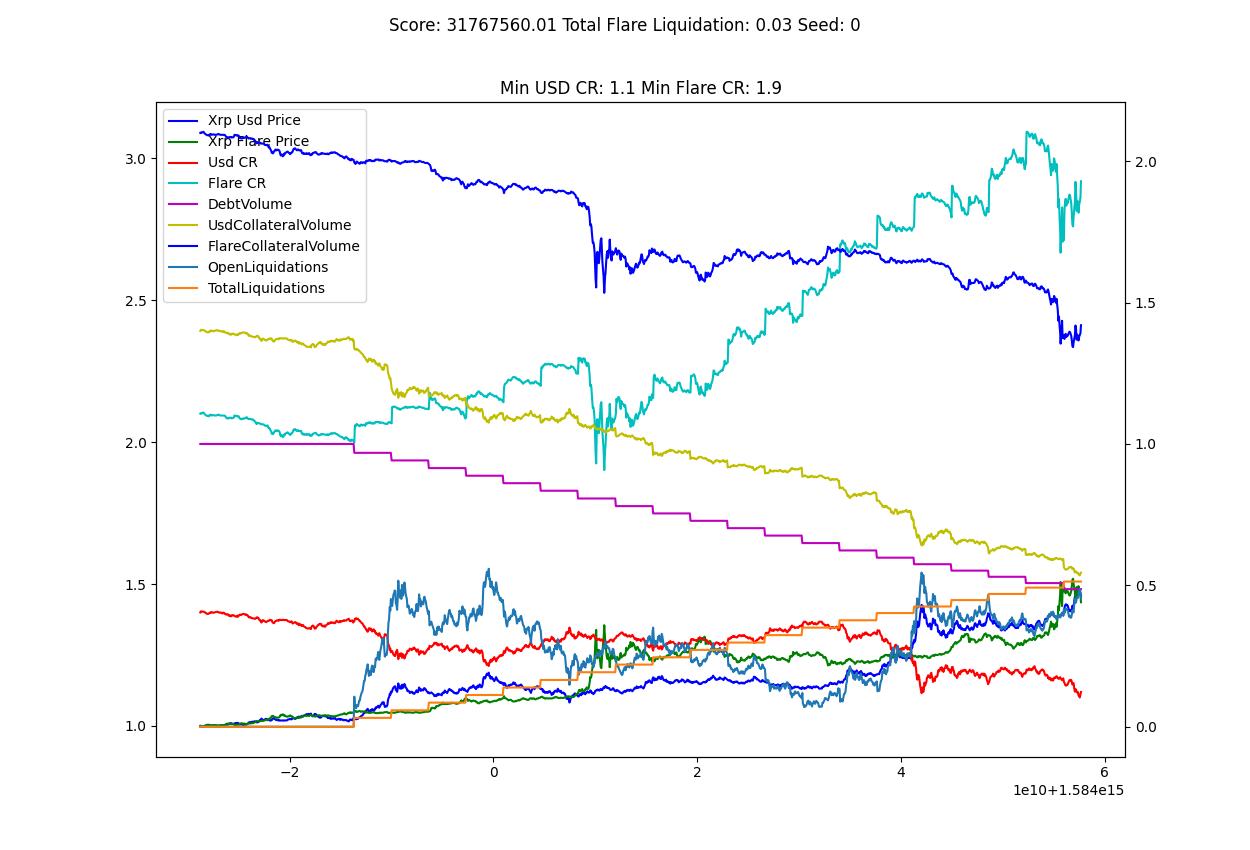 Score: 31767560.01 Total Flare Liquidation: 0.03 Seed: 0
Min USD CR: 1.1 Min Flare CR: 1.9
Xrp Usd Price
Xrp Flare Price
Usd CR
Flare CR
DebtVolume
UsdCollateralVolume
FlareCollateralVolume
OpenLiquidations
TotalLiquidations
3.0
2.5
2.0
1.5
1.0
2.0
1.5
1.0
0.5
0.0
−2 0 2 4 6
1e10+1.584e15